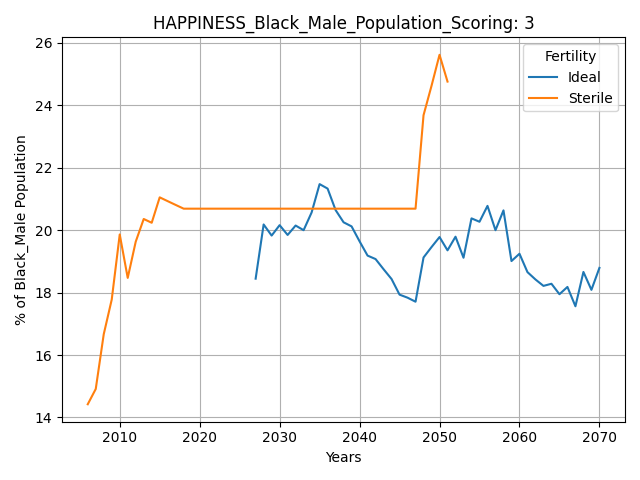 HAPPINESS_Black_Male_Population_Scoring: 3
Fertility
Ideal
Sterile
% of Black_Male Population
26
24
22
20
18
16
14
2010 2020 2030 2040 2050 2060 2070
Years